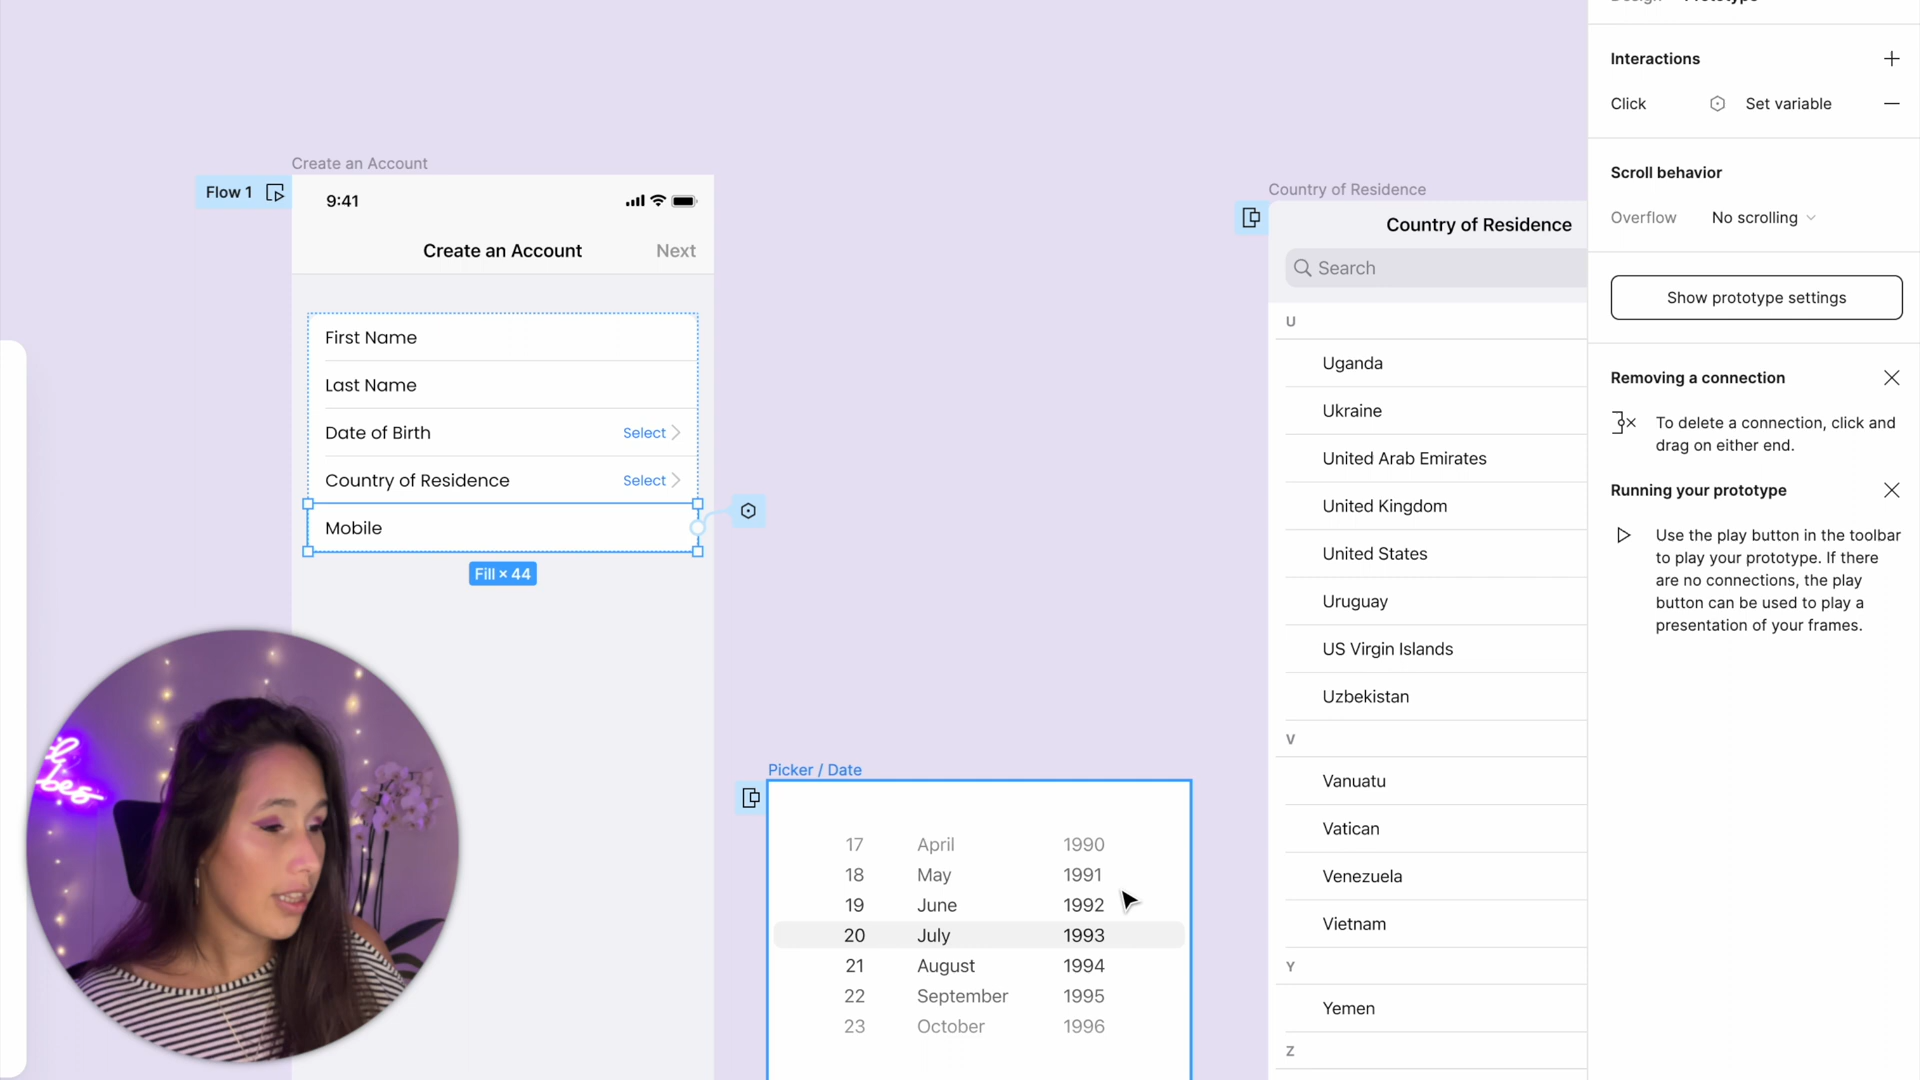 Design Prototype
Interactions
Click Set variable
Scroll behavior
Overflow No scrolling
Show prototype settings
Removing a connection
To delete a connection, click and
drag on either end.
Running your prototype
Use the play button in the toolbar
to play your prototype. If there
are no connections, the play
button can be used to play a
presentation of your frames.
Create an Account
Flow 1
9:41
Create an Account Next
First Name
Last Name
Date of Birth Select
Country of Residence Select
Mobile
Fill × 44
Picker / Date
17 April 1990
18 May 1991
19 June 1992
20 July 1993
21 August 1994
22 September 1995
23 October 1996
Country of Residence
Country of Residence
Search
U
Uganda
Ukraine
United Arab Emirates
United Kingdom
United States
Uruguay
US Virgin Islands
Uzbekistan
V
Vanuatu
Vatican
Venezuela
Vietnam
Y
Yemen
Z